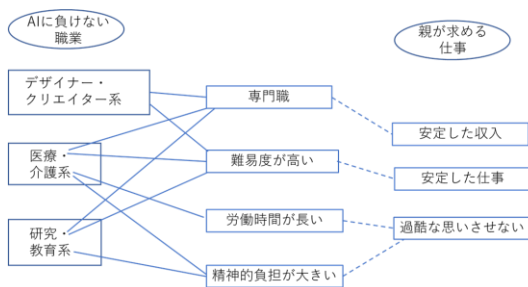 AIに負けない
職業
親が求める
仕事
デザイナー・
クリエイター系
専門職
安定した収入
医療・
介護系
難易度が高い
安定した仕事
研究・
教育系
労働時間が長い
過酷な思いさせない
精神的負担が大きい